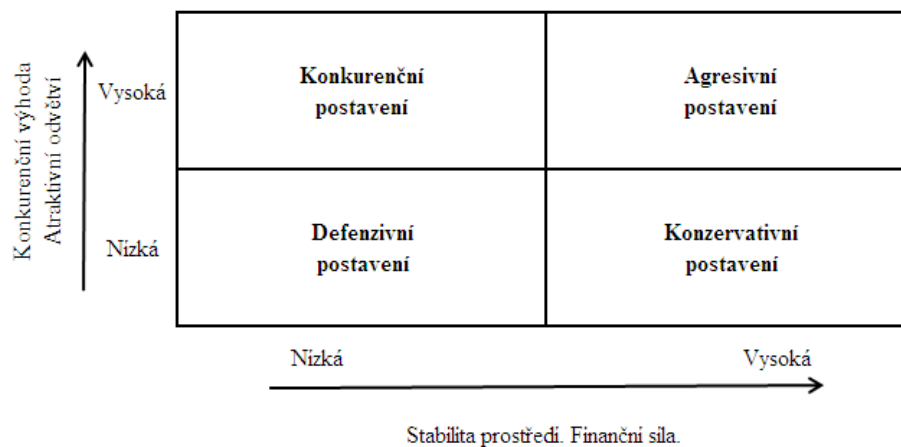 Konkurenční výhoda
Atraktivní odvětví
Vysoká
Nízká
Konkurenční
postavení
Agresivní
postavení
Defenzivní
postavení
Konzervativní
postavení
Nízká
Vysoká
Stabilita prostředí. Finanční síla.